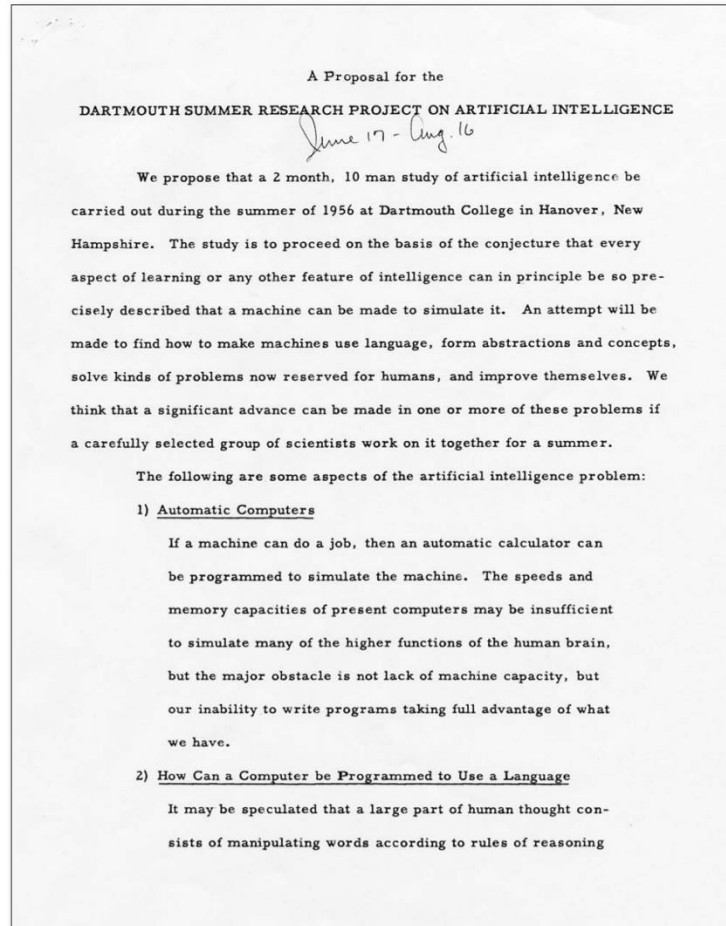 A Proposal for the
DARTMOUTH SUMMER RESEARCH PROJECT ON ARTIFICIAL INTELLIGENCE
June 17 - Aug. 16
We propose that a 2 month, 10 man study of artificial intelligence be
carried out during the summer of 1956 at Dartmouth College in Hanover, New
Hampshire. The study is to proceed on the basis of the conjecture that every
aspect of learning or any other feature of intelligence can in principle be so pre-
cisely described that a machine can be made to simulate it. An attempt will be
made to find how to make machines use language, form abstractions and concepts,
solve kinds of problems now reserved for humans, and improve themselves. We
think that a significant advance can be made in one or more of these problems if
a carefully selected group of scientists work on it together for a summer.
The following are some aspects of the artificial intelligence problem:
1) Automatic Computers
If a machine can do a job, then an automatic calculator can
be programmed to simulate the machine. The speeds and
memory capacities of present computers may be insufficient
to simulate many of the higher functions of the human brain,
but the major obstacle is not lack of machine capacity, but
our inability to write programs taking full advantage of what
we have.
2) How Can a Computer be Programmed to Use a Language
It may be speculated that a large part of human thought con-
sists of manipulating words according to rules of reasoning